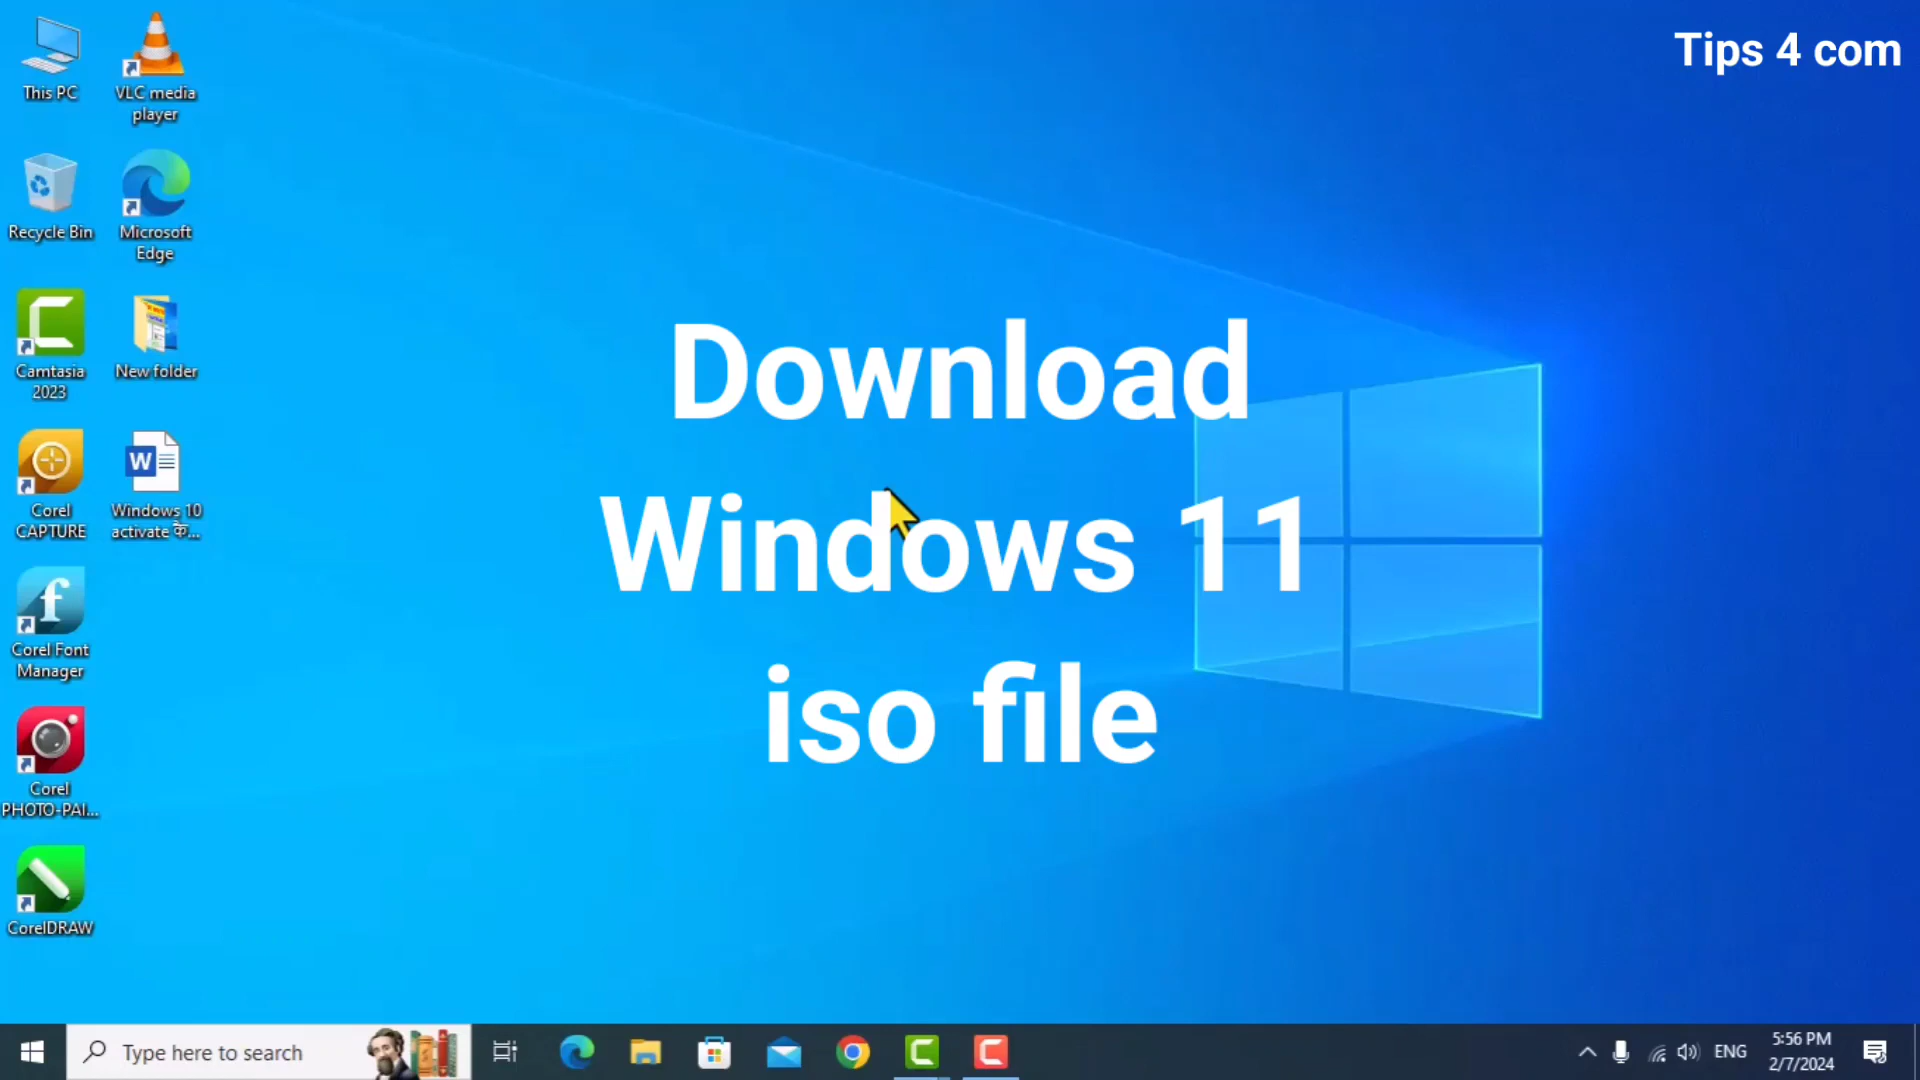 Tips 4 com
This PC
VLC media
player
Recycle Bin
Microsoft
Edge
Camtasia
2023
New folder
Corel
CAPTURE
Windows 10
activate के...
Corel Font
Manager
Corel
PHOTO-PAI...
CorelDRAW
Download
Windows 11
iso file
Type here to search
ENG
5:56 PM
2/7/2024